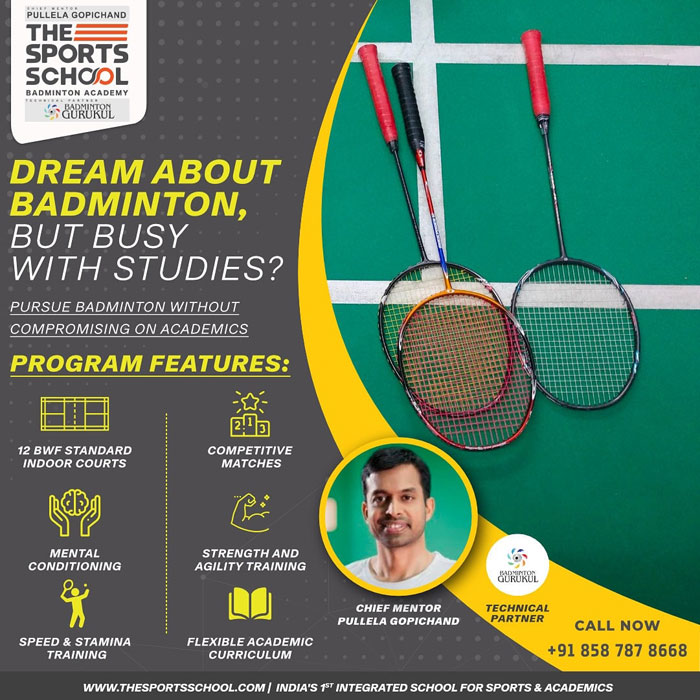 CHIEF MENTOR
PULLELA GOPICHAND
THE
SPORTS
SCHOOL
BADMINTON ACADEMY
TECHNICAL PARTNER
BADMINTON
GURUKUL
DREAM ABOUT
BADMINTON,
BUT BUSY
WITH STUDIES?
PURSUE BADMINTON WITHOUT
COMPROMISING ON ACADEMICS
PROGRAM FEATURES:
12 BWF STANDARD
INDOOR COURTS
2 1 3
COMPETITIVE
MATCHES
MENTAL
CONDITIONING
STRENGTH AND
AGILITY TRAINING
SPEED & STAMINA
TRAINING
FLEXIBLE ACADEMIC
CURRICULUM
CHIEF MENTOR
PULLELA GOPICHAND
BADMINTON
GURUKUL
TECHNICAL
PARTNER
CALL NOW
+91 858 787 8668
WWW.THESPORTSSCHOOL.COM | INDIA'S 1ST INTEGRATED SCHOOL FOR SPORTS & ACADEMICS